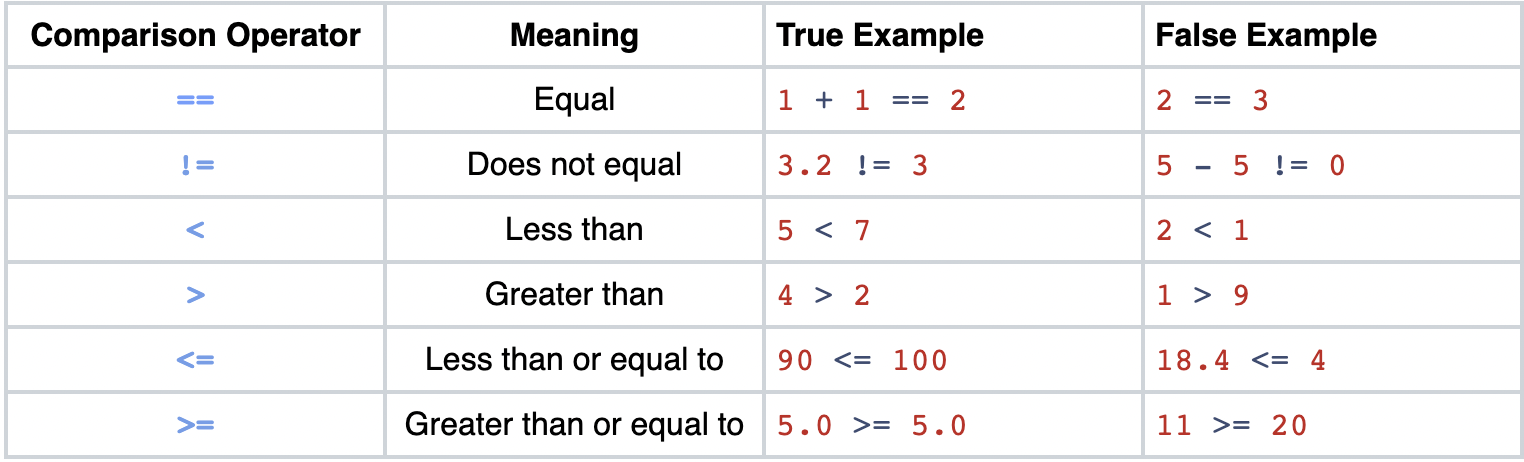 Comparison Operator Meaning True Example False Example
== Equal 1 + 1 == 2 2 == 3
!= Does not equal 3.2 != 3 5 - 5 != 0
< Less than 5 < 7 2 < 1
> Greater than 4 > 2 1 > 9
<= Less than or equal to 90 <= 100 18.4 <= 4
>= Greater than or equal to 5.0 >= 5.0 11 >= 20